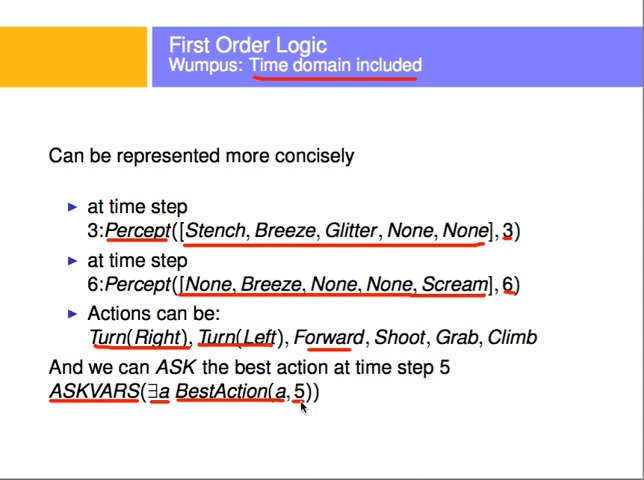 First Order Logic
Wumpus: Time domain included
Can be represented more concisely
at time step
3:Percept([Stench, Breeze, Glitter, None, None], 3)
at time step
6:Percept([None, Breeze, None, None, Scream], 6)
Actions can be:
Turn(Right), Turn(Left), Forward, Shoot, Grab, Climb
And we can ASK the best action at time step 5
ASKVARS(∃a BestAction(a, 5))